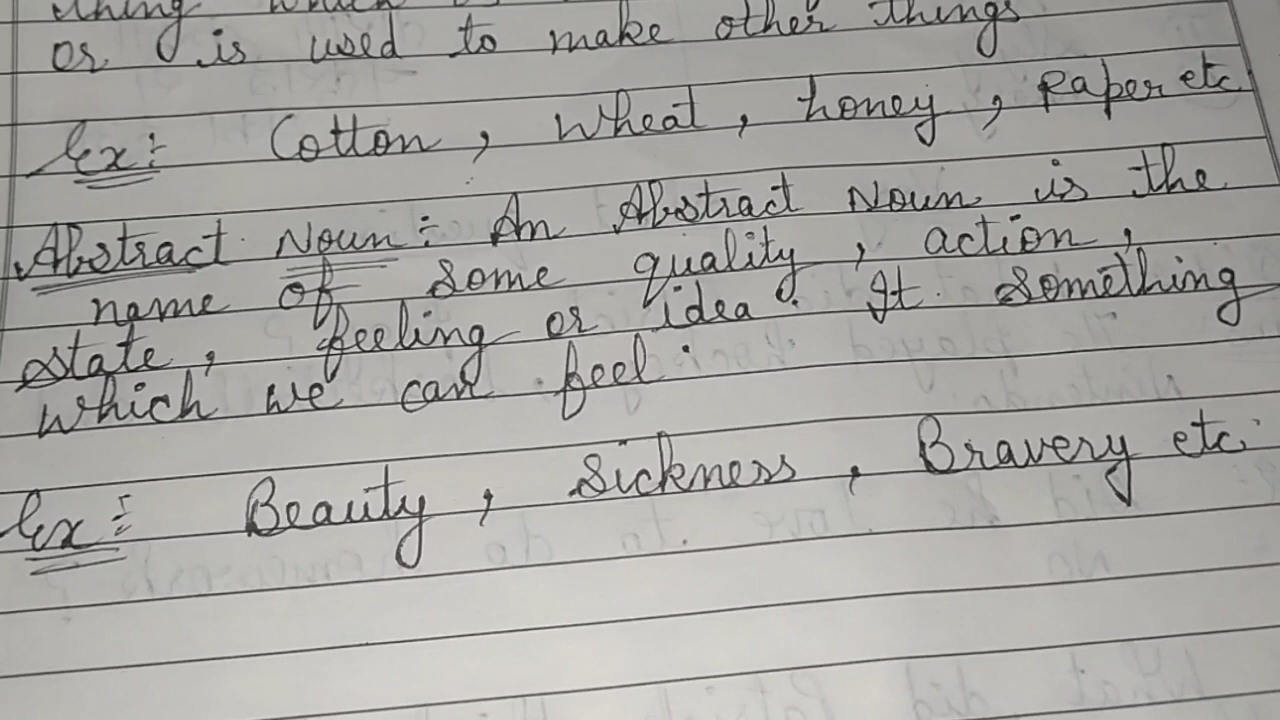 thing which
or is used to make other things
Ex:- Cotton, Wheat, honey, Paper etc.
Abstract Noun:- An Abstract Noun is the
name of some quality, action,
state, feeling or idea. It something
which we can feel.
Ex:- Beauty, Sickness, Bravery etc.